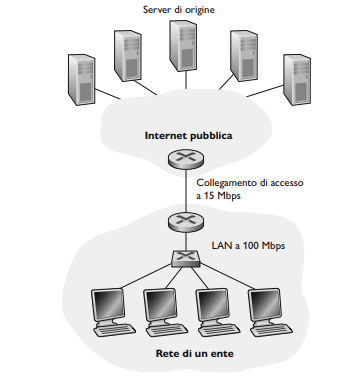 Server di origine
Internet pubblica
Collegamento di accesso
a 15 Mbps
LAN a 100 Mbps
Rete di un ente